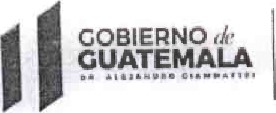 GOBIERNO de
GUATEMALA
DR. ALEJANDRO GIAMMATTEI